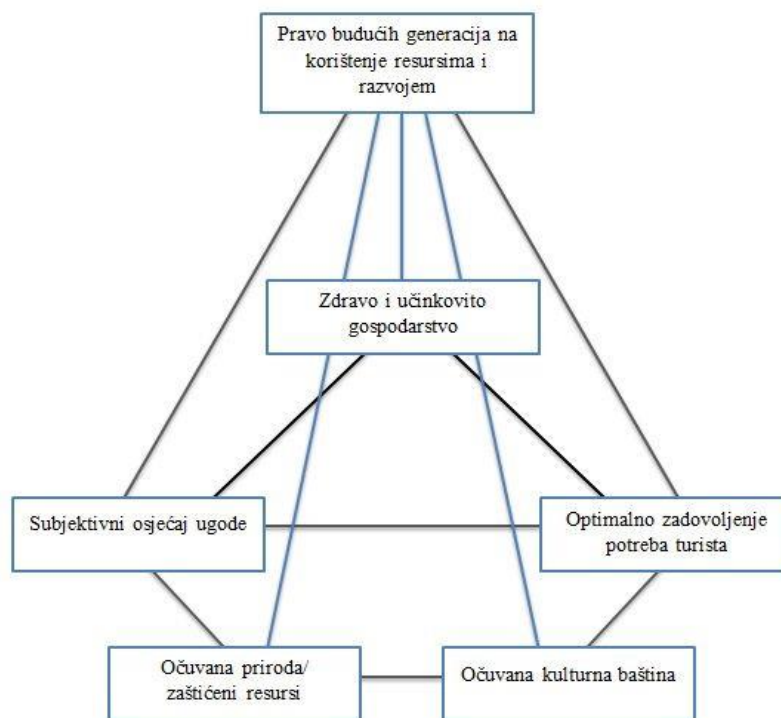 Pravo budućih generacija na
korištenje resursima i
razvojem
Zdravo i učinkovito
gospodarstvo
Subjektivni osjećaj ugode
Optimalno zadovoljenje
potreba turista
Očuvana priroda/
zaštićeni resursi
Očuvana kulturna baština